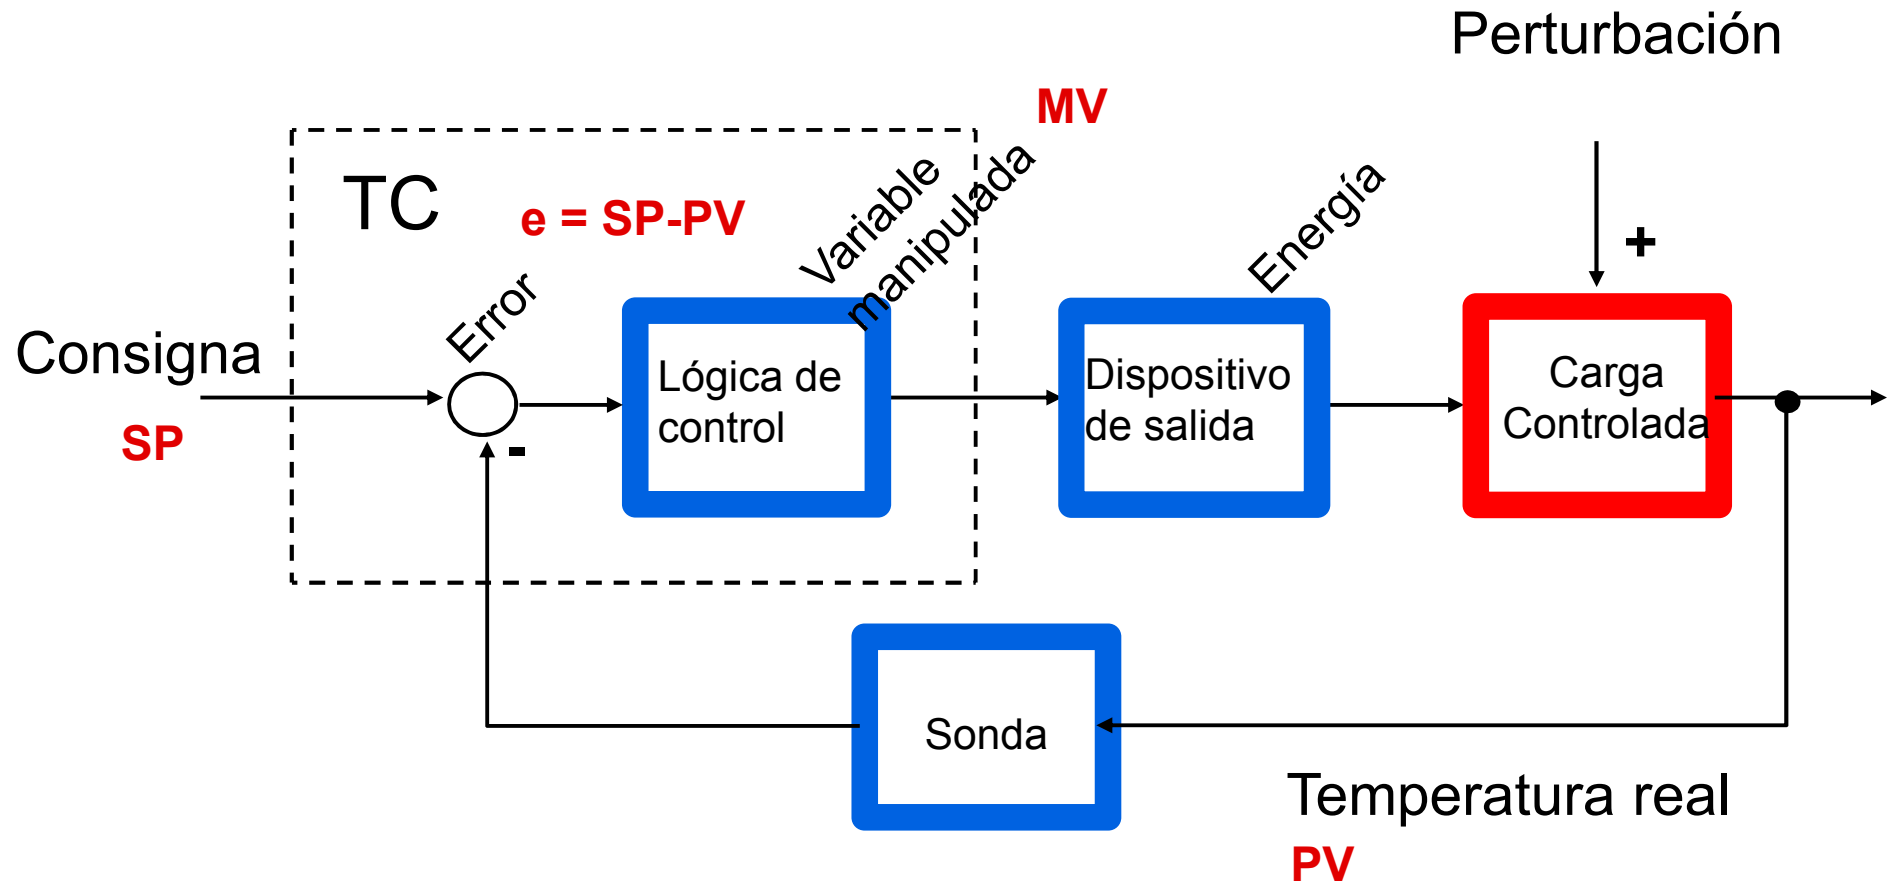 Perturbación
MV
TC
e = SP-PV
Variable
manipulada
Energía
+
Error
Consigna
SP
-
Lógica de
control
Dispositivo
de salida
Carga
Controlada
Sonda
Temperatura real
PV